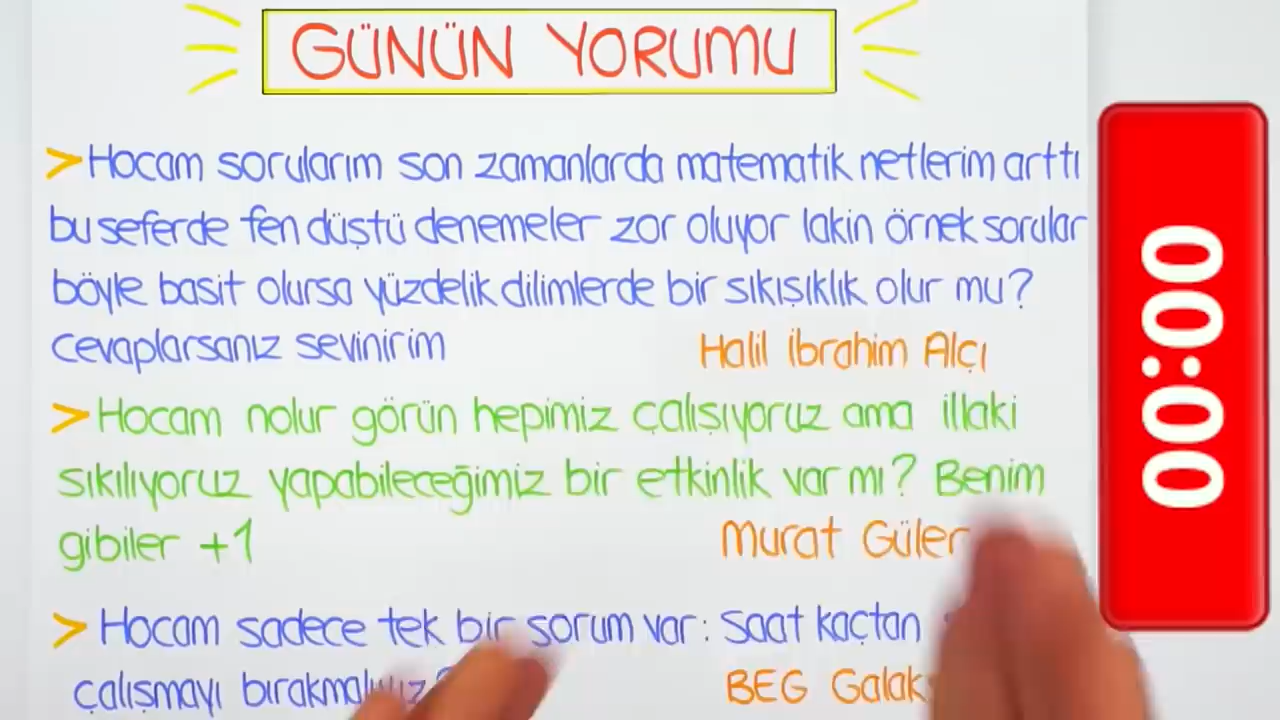 GÜNÜN YORUMU
> Hocam sorularım son zamanlarda matematik netlerim arttı
bu seferde fen düştü denemeler zor oluyor lakin örnek sorular
böyle basit olursa yüzdelik dilimlerde bir sıkışıklık olur mu?
cevaplarsanız sevinirim
Halil İbrahim Alçı
> Hocam nolur görün hepimiz çalışıyoruz ama illaki
sıkılıyoruz yapabileceğimiz bir etkinlik var mı? Benim
gibiler +1
Murat Güler
> Hocam sadece tek bir sorum var: Saat kaçtan
çalışmayı
BEG
00:00